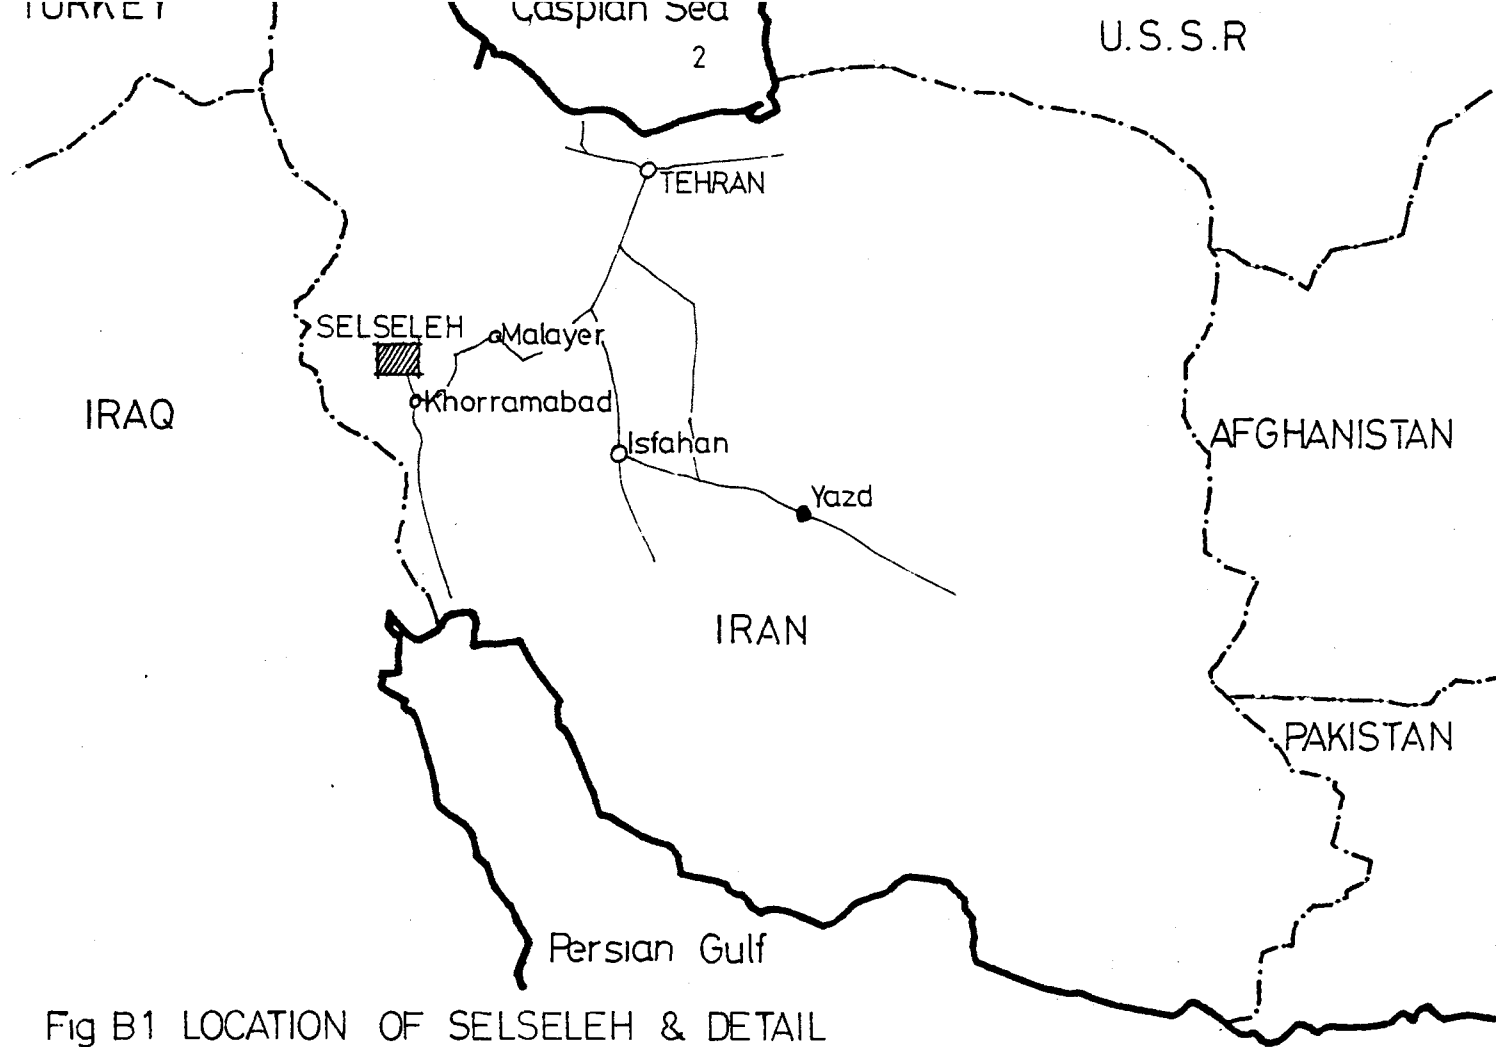 TURKEY
Caspian Sea
2
U.S.S.R
TEHRAN
SELSELEH
Malayer
Khorramabad
IRAQ
Isfahan
AFGHANISTAN
Yazd
IRAN
PAKISTAN
Persian Gulf
Fig B1 LOCATION OF SELSELEH & DETAIL